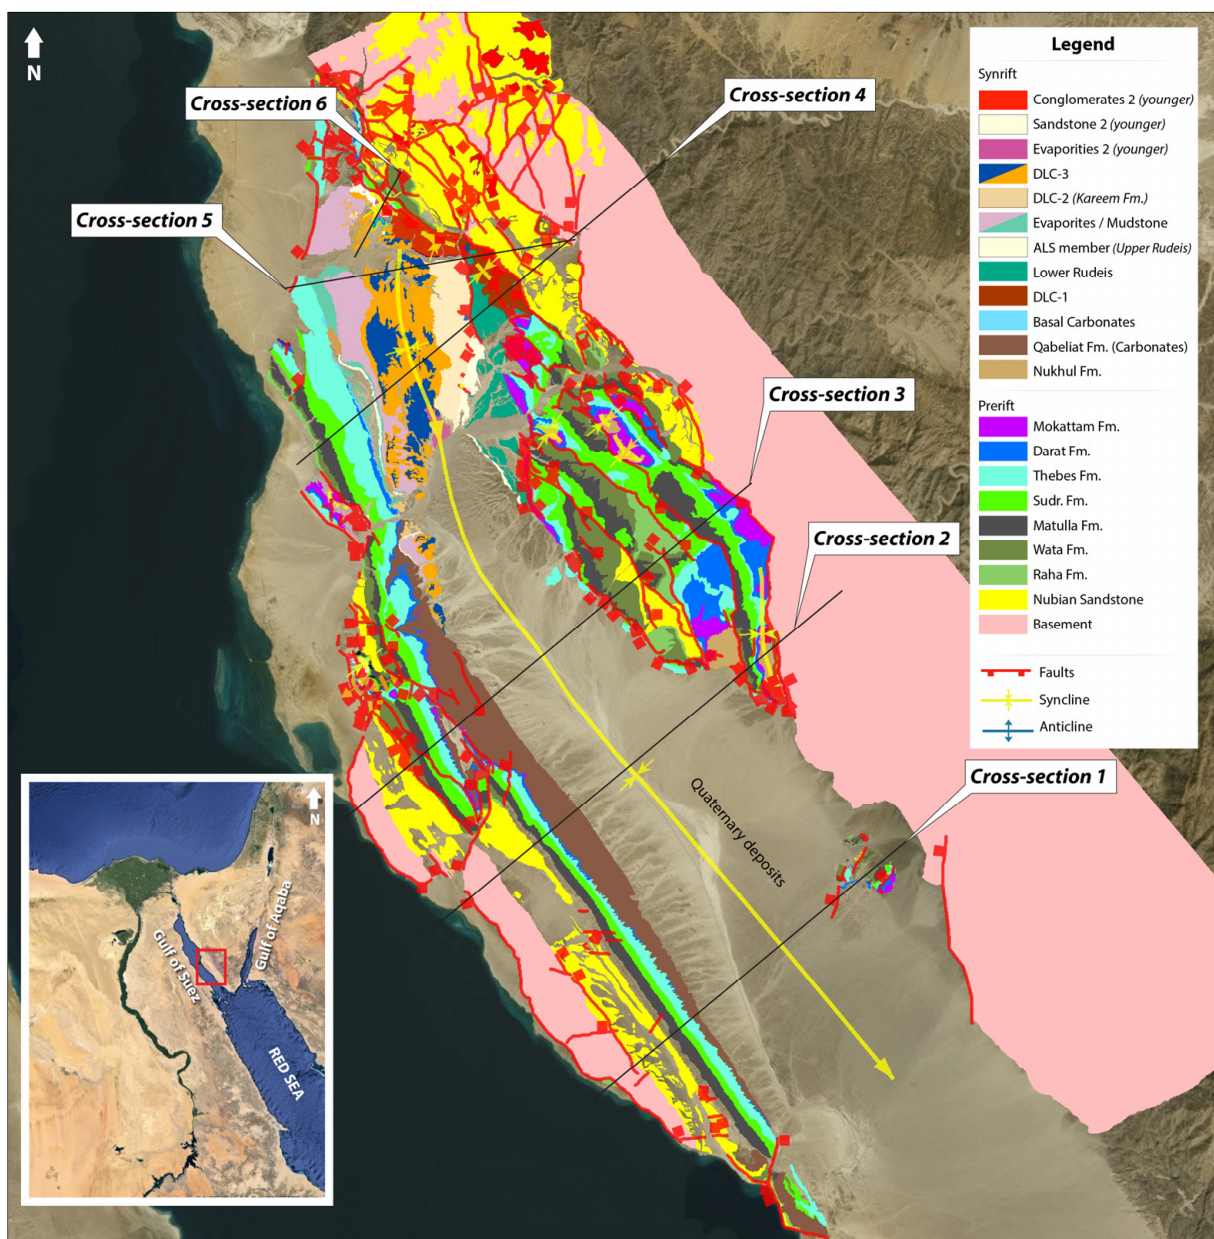 N
Cross-section 6
Cross-section 4
Cross-section 5
Cross-section 3
Cross-section 2
Cross-section 1
Quaternary deposits
Legend
Synrift
Conglomerates 2 (younger)
Sandstone 2 (younger)
Evaporities 2 (younger)
DLC-3
DLC-2 (Kareem Fm.)
Evaporites / Mudstone
ALS member (Upper Rudeis)
Lower Rudeis
DLC-1
Basal Carbonates
Qabeliat Fm. (Carbonates)
Nukhul Fm.
Prerift
Mokattam Fm.
Darat Fm.
Thebes Fm.
Sudr. Fm.
Matulla Fm.
Wata Fm.
Raha Fm.
Nubian Sandstone
Basement
Faults
Syncline
Anticline
N
Gulf of Suez
Gulf of Aqaba
RED SEA